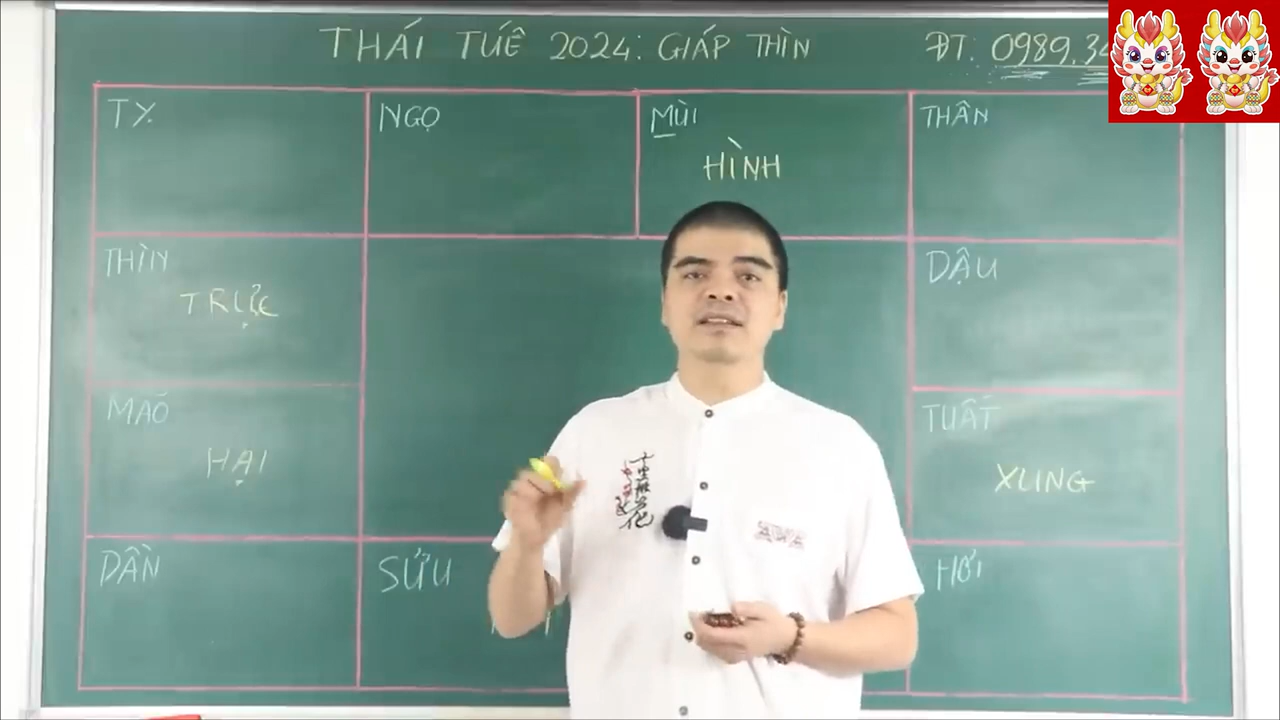 THÁI TUẾ 2024: GIÁP THÌN
ĐT: 0989.34
TỴ
NGỌ
MÙI
THÂN
HÌNH
THÌN
DẬU
TRỰC
MÃO
TUẤT
HẠI
XUNG
DẦN
SỬU
HỢI